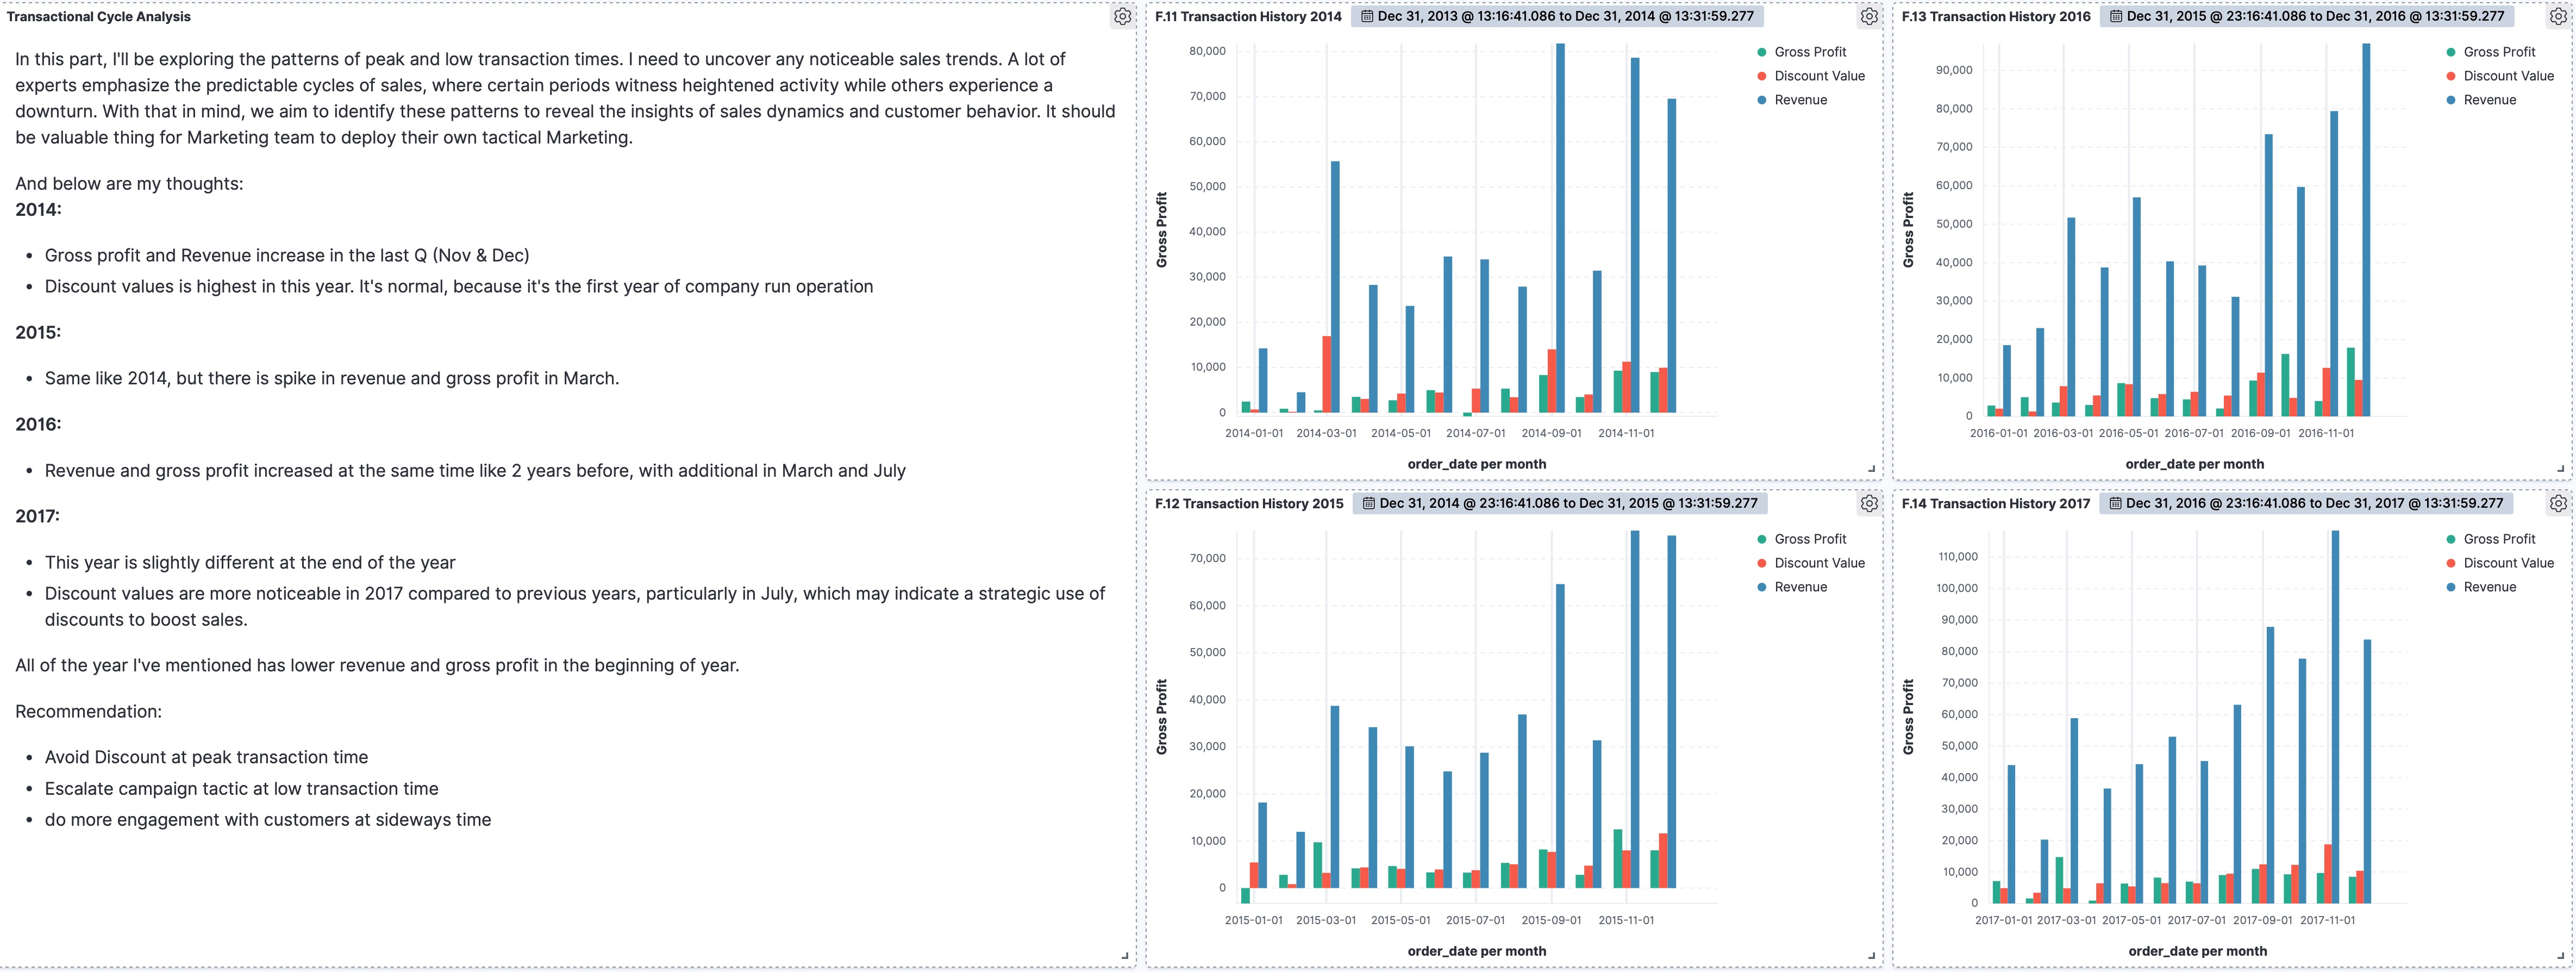 Transactional Cycle Analysis
In this part, I'll be exploring the patterns of peak and low transaction times. I need to uncover any noticeable sales trends. A lot of
experts emphasize the predictable cycles of sales, where certain periods witness heightened activity while others experience a
downturn. With that in mind, we aim to identify these patterns to reveal the insights of sales dynamics and customer behavior. It should
be valuable thing for Marketing team to deploy their own tactical Marketing.
And below are my thoughts:
2014:
• Gross profit and Revenue increase in the last Q (Nov & Dec)
• Discount values is highest in this year. It's normal, because it's the first year of company run operation
2015:
• Same like 2014, but there is spike in revenue and gross profit in March.
2016:
• Revenue and gross profit increased at the same time like 2 years before, with additional in March and July
2017:
• This year is slightly different at the end of the year
• Discount values are more noticeable in 2017 compared to previous years, particularly in July, which may indicate a strategic use of
discounts to boost sales.
All of the year I've mentioned has lower revenue and gross profit in the beginning of year.
Recommendation:
• Avoid Discount at peak transaction time
• Escalate campaign tactic at low transaction time
• do more engagement with customers at sideways time
F.11 Transaction History 2014 Dec 31, 2013 @ 13:16:41.086 to Dec 31, 2014 @ 13:31:59.277
80,000
70,000
60,000
50,000
40,000
30,000
20,000
10,000
0
Gross Profit
2014-01-01 2014-03-01 2014-05-01 2014-07-01 2014-09-01 2014-11-01
order_date per month
Gross Profit
Discount Value
Revenue
F.13 Transaction History 2016 Dec 31, 2015 @ 23:16:41.086 to Dec 31, 2016 @ 13:31:59.277
90,000
80,000
70,000
60,000
50,000
40,000
30,000
20,000
10,000
0
Gross Profit
2016-01-01 2016-03-01 2016-05-01 2016-07-01 2016-09-01 2016-11-01
order_date per month
Gross Profit
Discount Value
Revenue
F.12 Transaction History 2015 Dec 31, 2014 @ 23:16:41.086 to Dec 31, 2015 @ 13:31:59.277
70,000
60,000
50,000
40,000
30,000
20,000
10,000
0
Gross Profit
2015-01-01 2015-03-01 2015-05-01 2015-07-01 2015-09-01 2015-11-01
order_date per month
Gross Profit
Discount Value
Revenue
F.14 Transaction History 2017 Dec 31, 2016 @ 23:16:41.086 to Dec 31, 2017 @ 13:31:59.277
110,000
100,000
90,000
80,000
70,000
60,000
50,000
40,000
30,000
20,000
10,000
0
Gross Profit
2017-01-01 2017-03-01 2017-05-01 2017-07-01 2017-09-01 2017-11-01
order_date per month
Gross Profit
Discount Value
Revenue